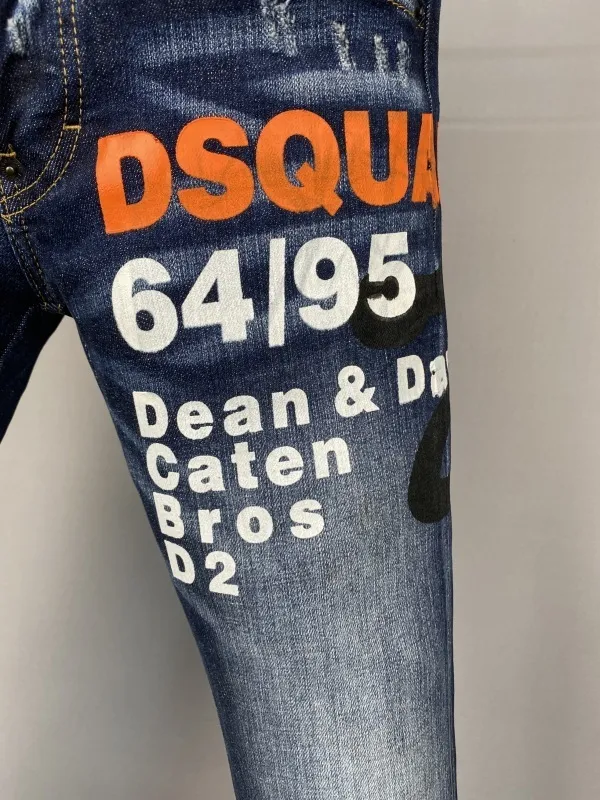 DSQUA
64|95
Dean & Da
Caten
Bros
D2